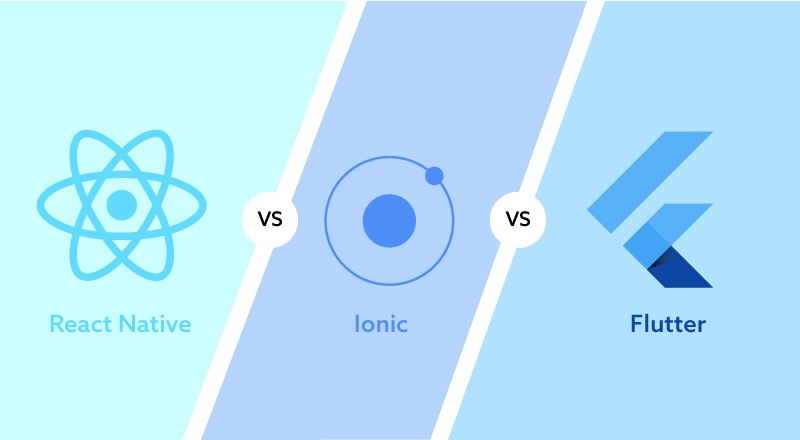 VS
VS
React Native
Ionic
Flutter